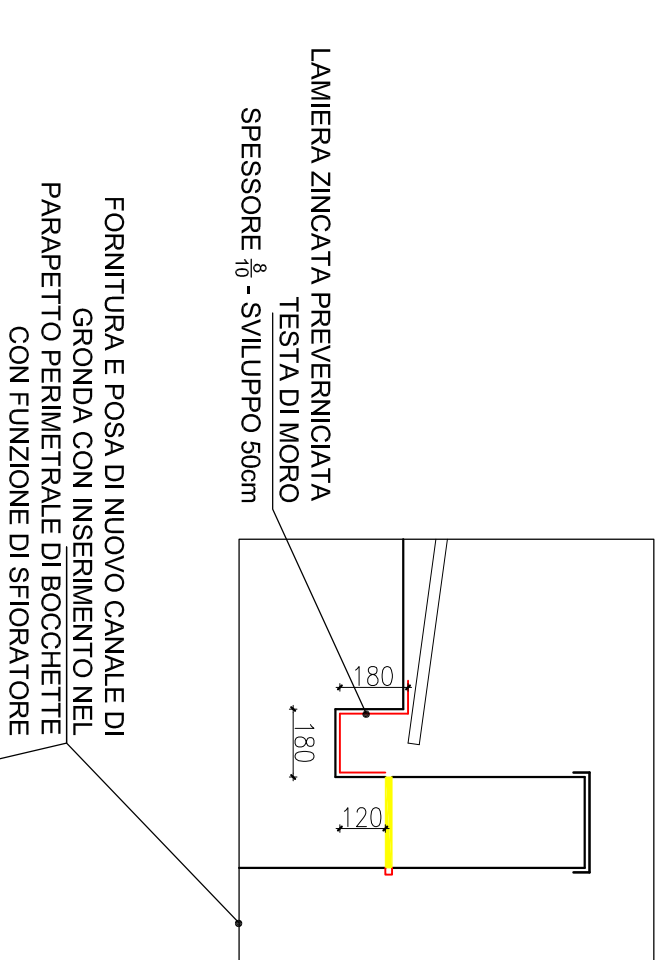 LAMIERA ZINCATA PREVERNICIATA
TESTA DI MORO
SPESSORE 8/10 - SVILUPPO 50cm
FORNITURA E POSA DI NUOVO CANALE DI
GRONDA CON INSERIMENTO NEL
PARAPETTO PERIMETRALE DI BOCCHETTE
CON FUNZIONE DI SFIORATORE
180
180
120